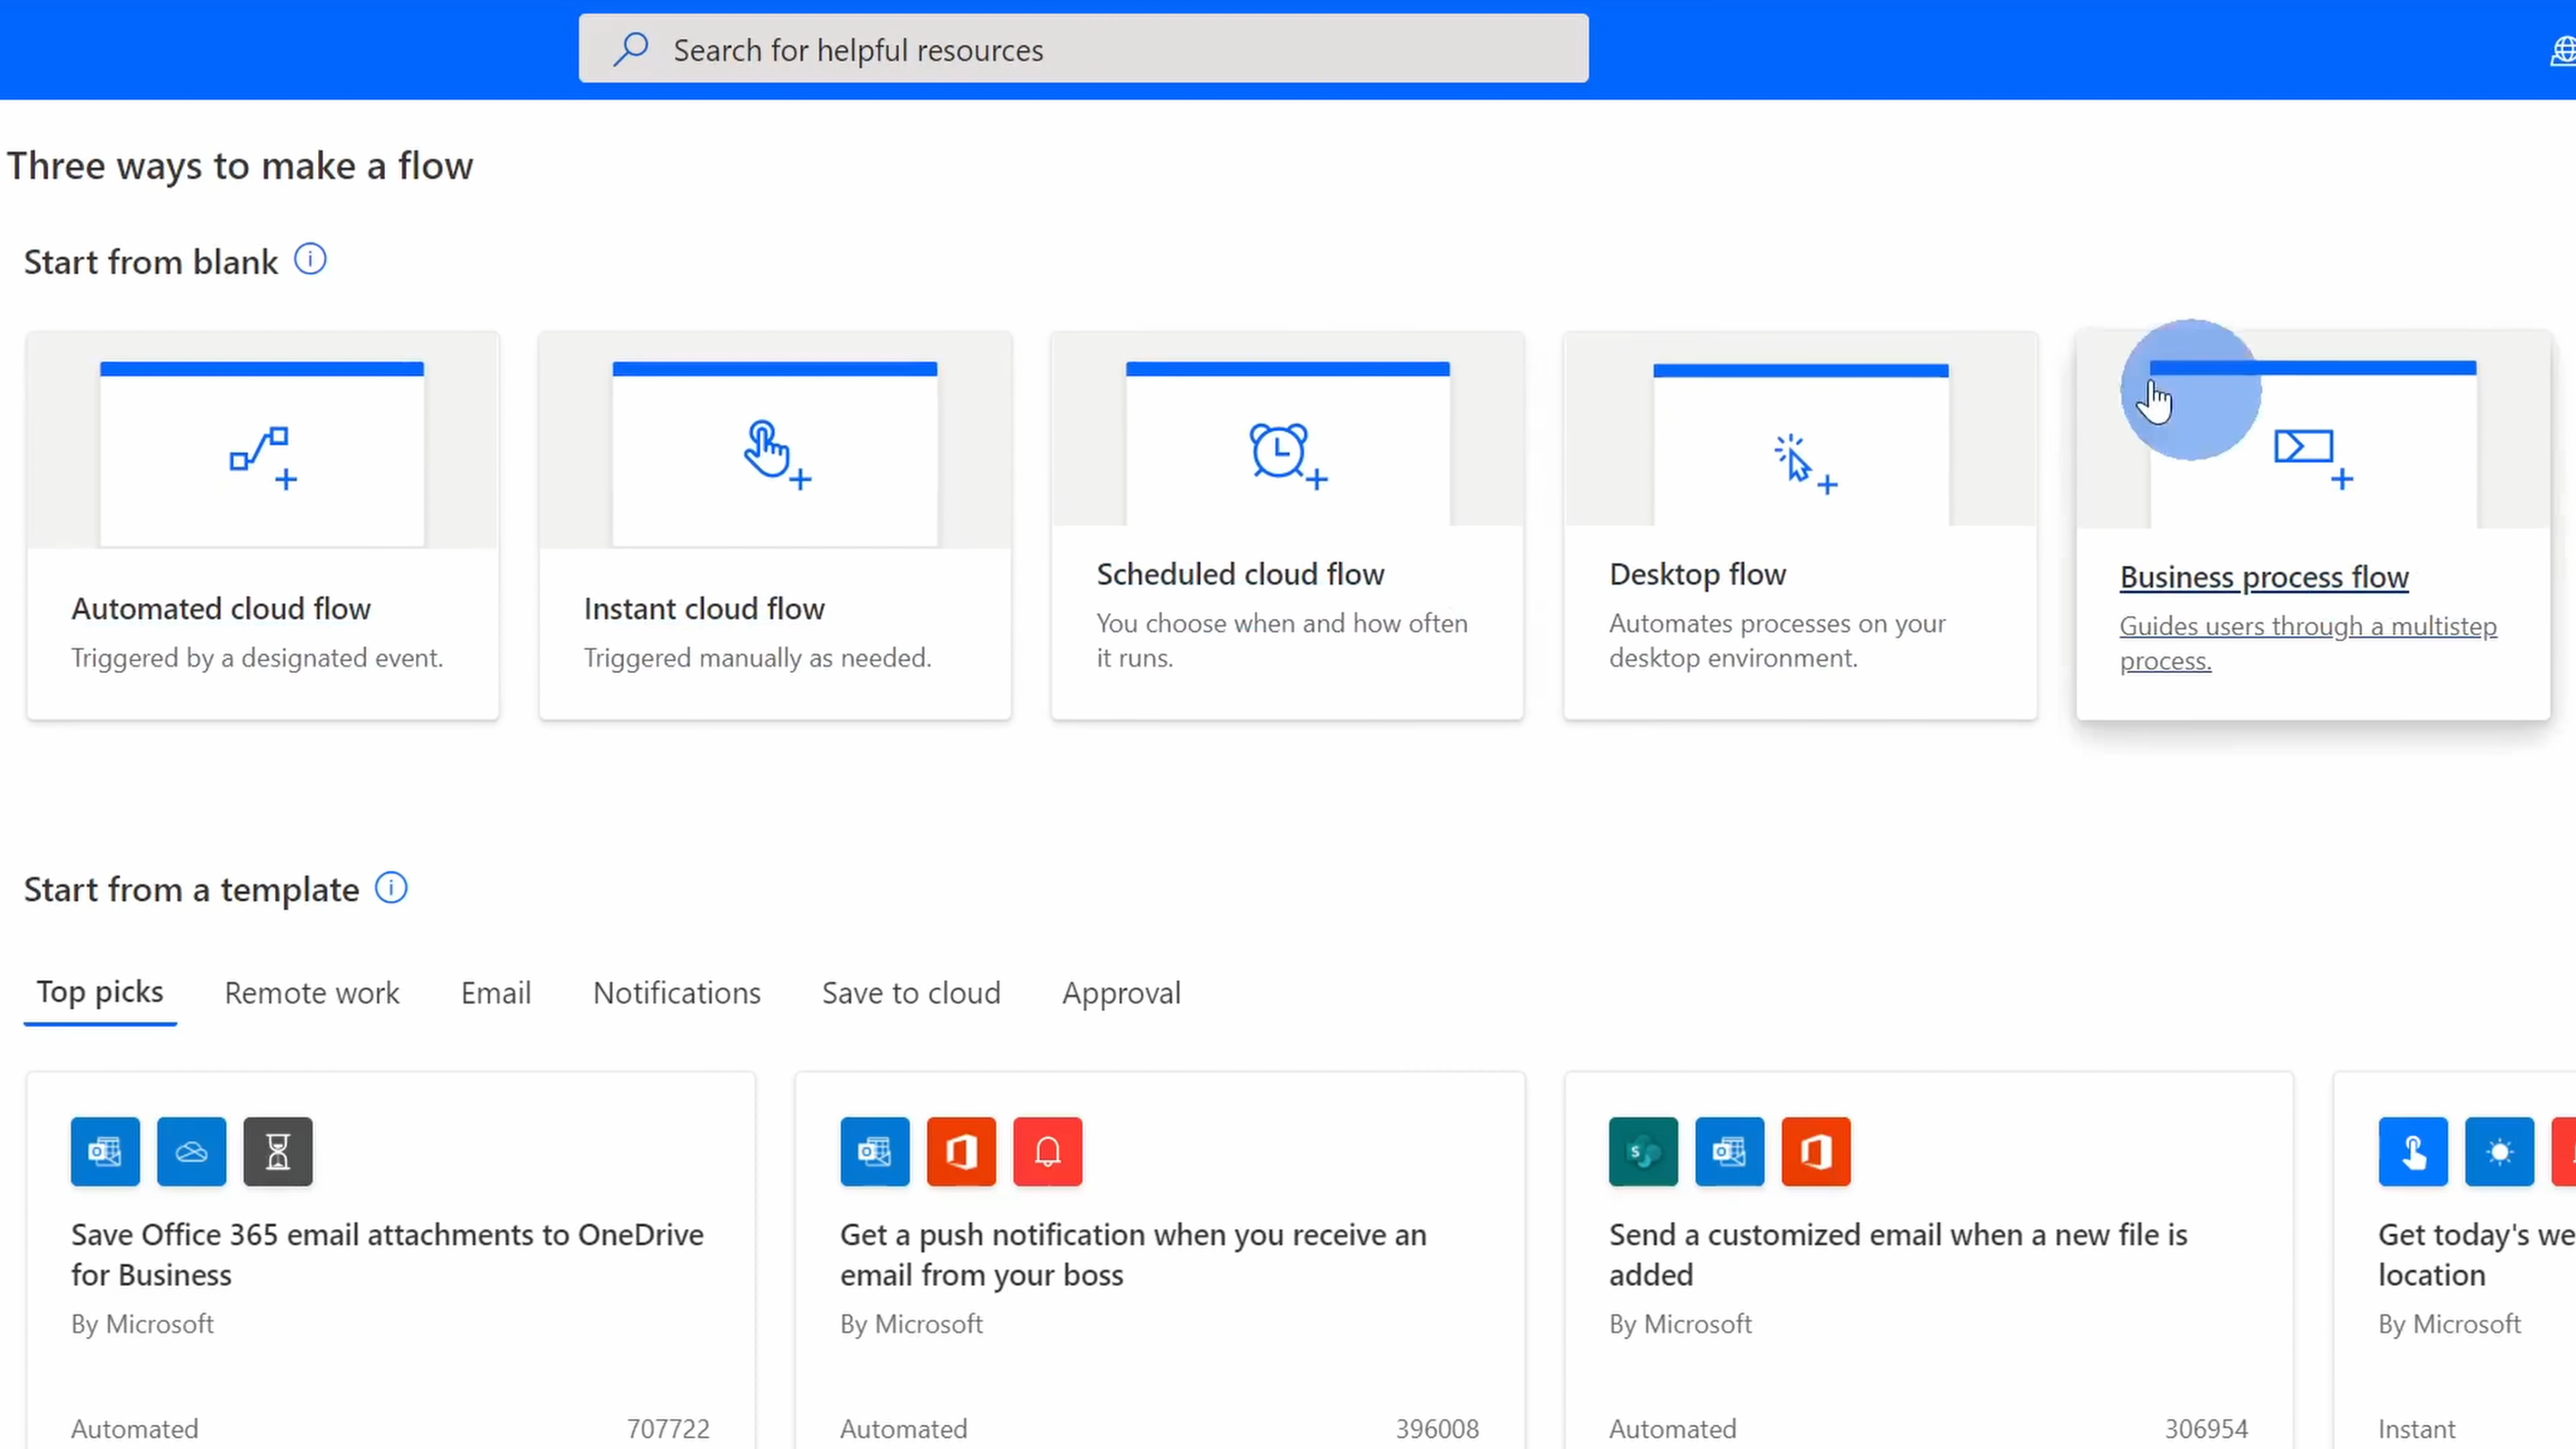 Search for helpful resources
Three ways to make a flow
Start from blank
Automated cloud flow
Triggered by a designated event.
Instant cloud flow
Triggered manually as needed.
Scheduled cloud flow
You choose when and how often
it runs.
Desktop flow
Automates processes on your
desktop environment.
Business process flow
Guides users through a multistep
process.
Start from a template
Top picks
Remote work
Email
Notifications
Save to cloud
Approval
Save Office 365 email attachments to OneDrive
for Business
By Microsoft
Automated
707722
Get a push notification when you receive an
email from your boss
By Microsoft
Automated
396008
Send a customized email when a new file is
added
By Microsoft
Automated
306954
Get today's we
location
By Microsoft
Instant